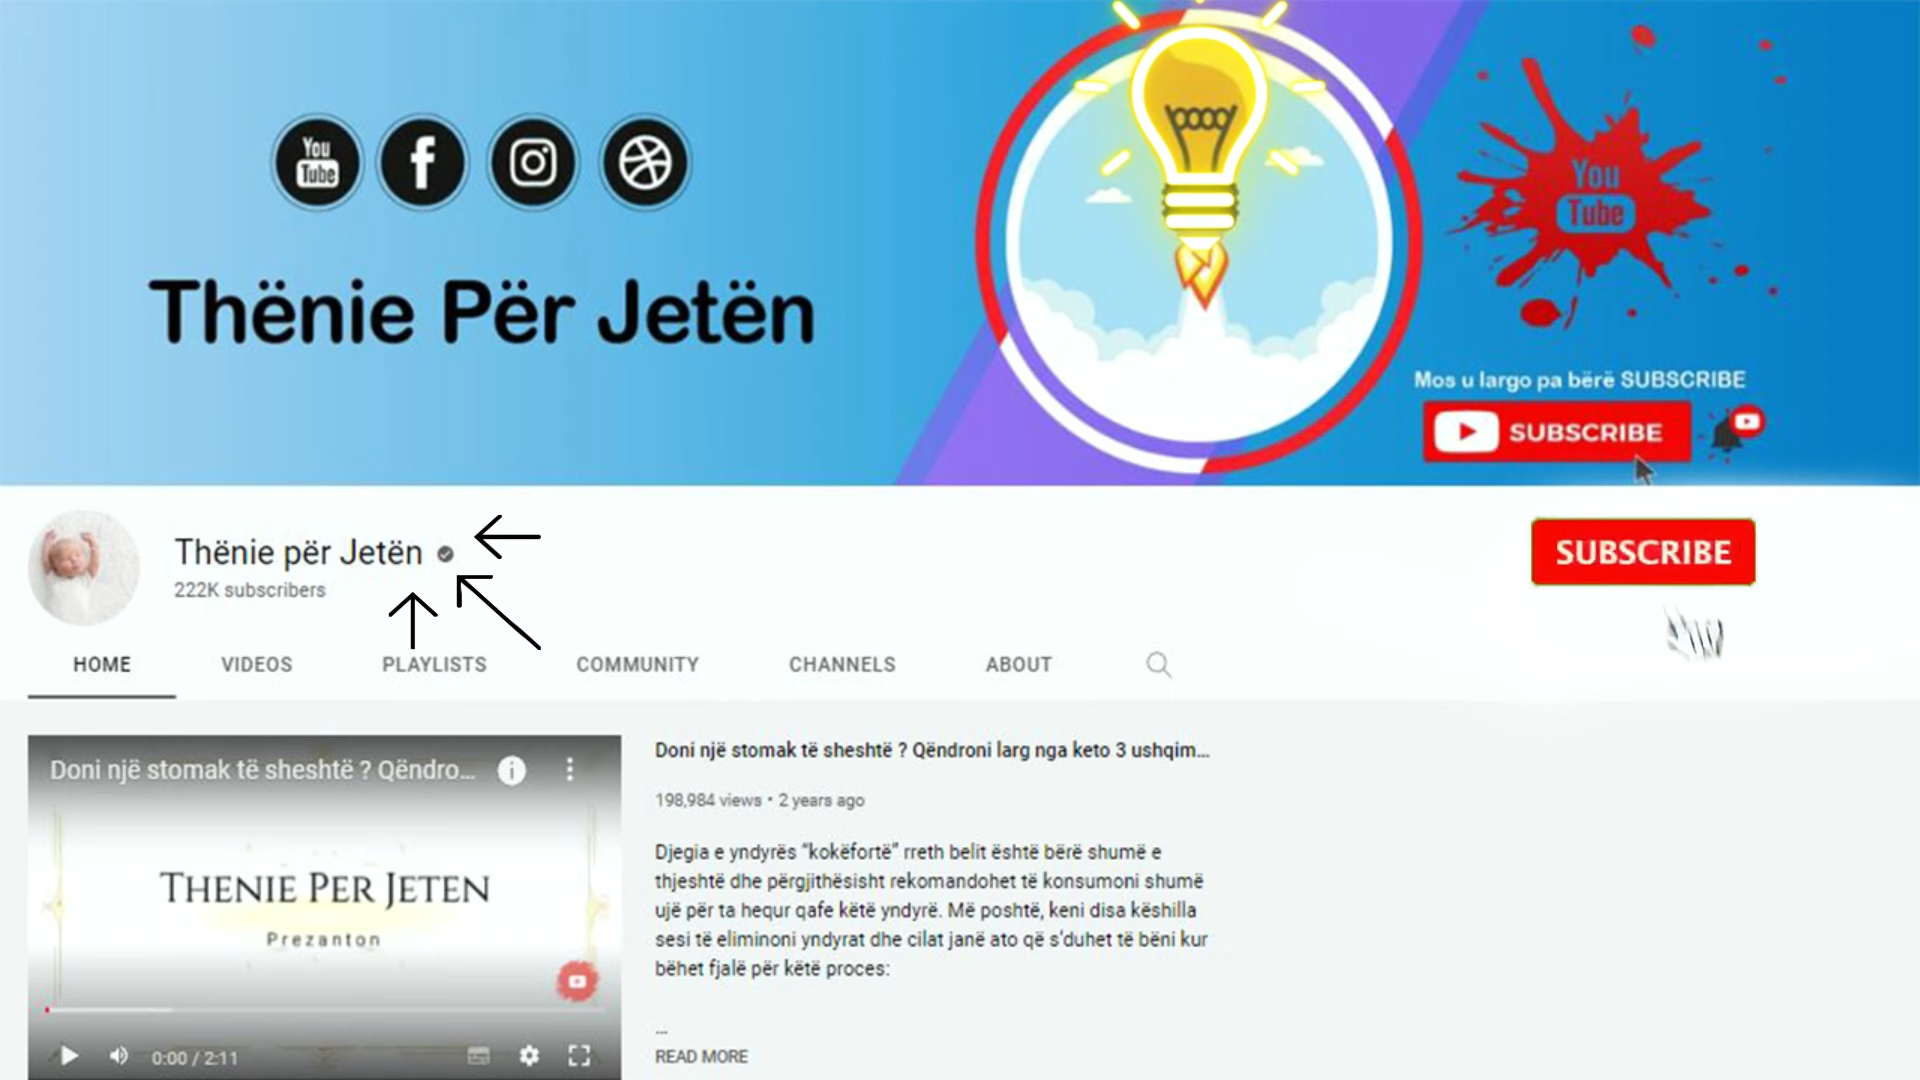 You
Tube
Thënie Për Jetën
You
Tube
Mos u largo pa bërë SUBSCRIBE
SUBSCRIBE
Thënie për Jetën
222K subscribers
SUBSCRIBE
HOME VIDEOS PLAYLISTS COMMUNITY CHANNELS ABOUT
Doni një stomak të sheshtë ? Qëndro...
THENIE PER JETEN
Prezanton
0:00 / 2:11
Doni një stomak të sheshtë ? Qëndroni larg nga keto 3 ushqim...
198,984 views • 2 years ago
Djegia e yndyrës “kokëfortë” rreth belit është bërë shumë e
thjeshtë dhe përgjithësisht rekomandohet të konsumoni shumë
ujë për ta hequr qafe këtë yndyrë. Më poshtë, keni disa këshilla
sesi të eliminoni yndyrat dhe cilat janë ato që s'duhet të bëni kur
bëhet fjalë për këtë proces:
...
READ MORE